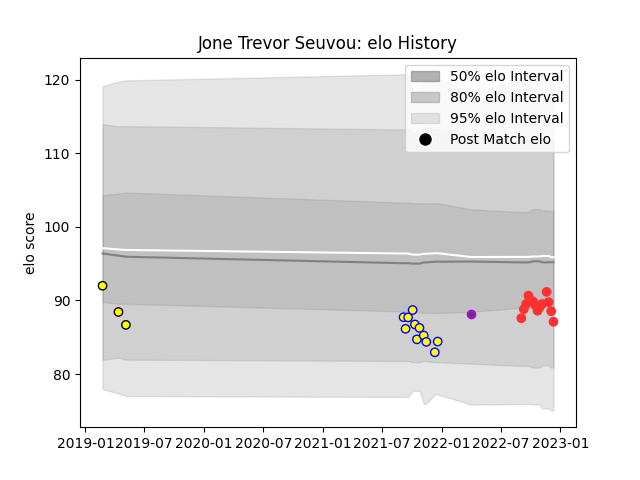 Jone Trevor Seuvou: elo History
50% elo Interval
80% elo Interval
95% elo Interval
Post Match elo
elo score
120
110
100
90
80
2019-01 2019-07 2020-01 2020-07 2021-01 2021-07 2022-01 2022-07 2023-01